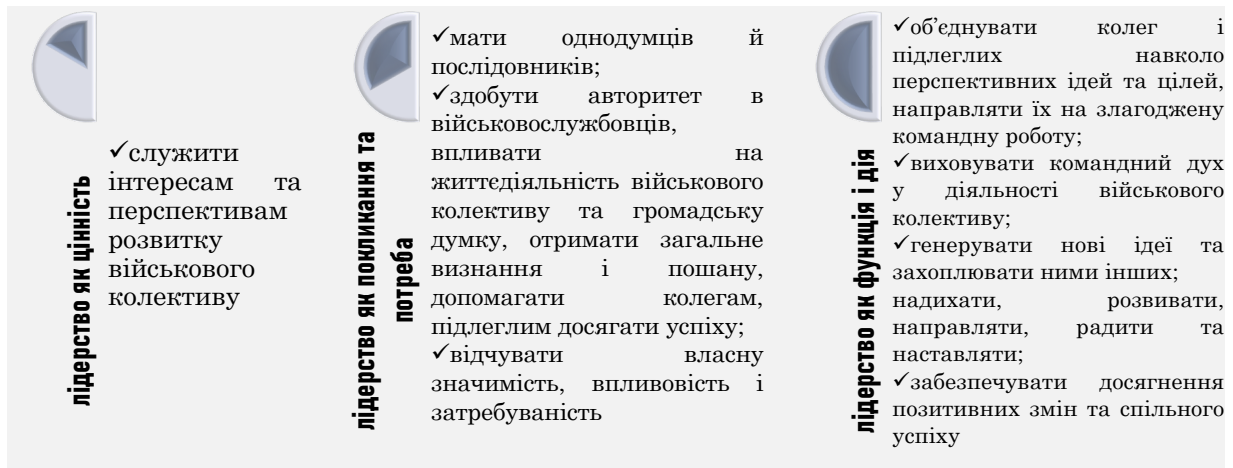 лідерство як цінність
✓служити
інтересам та
перспективам
розвитку
військового
колективу
лідерство як покликання та
потреба
✓мати однодумців й
послідовників;
✓здобути авторитет в
військовослужбовців,
впливати на
життєдіяльність військового
колективу та громадську
думку, отримати загальне
визнання і пошану,
допомагати колегам,
підлеглим досягати успіху;
✓відчувати власну
значимість, впливовість і
затребуваність
лідерство як функція і дія
✓об’єднувати колег і
підлеглих навколо
перспективних ідей та цілей,
направляти їх на злагоджену
командну роботу;
✓виховувати командний дух
у діяльності військового
колективу;
✓генерувати нові ідеї та
захоплювати ними інших;
надихати, розвивати,
направляти, радити та
наставляти;
✓забезпечувати досягнення
позитивних змін та спільного
успіху